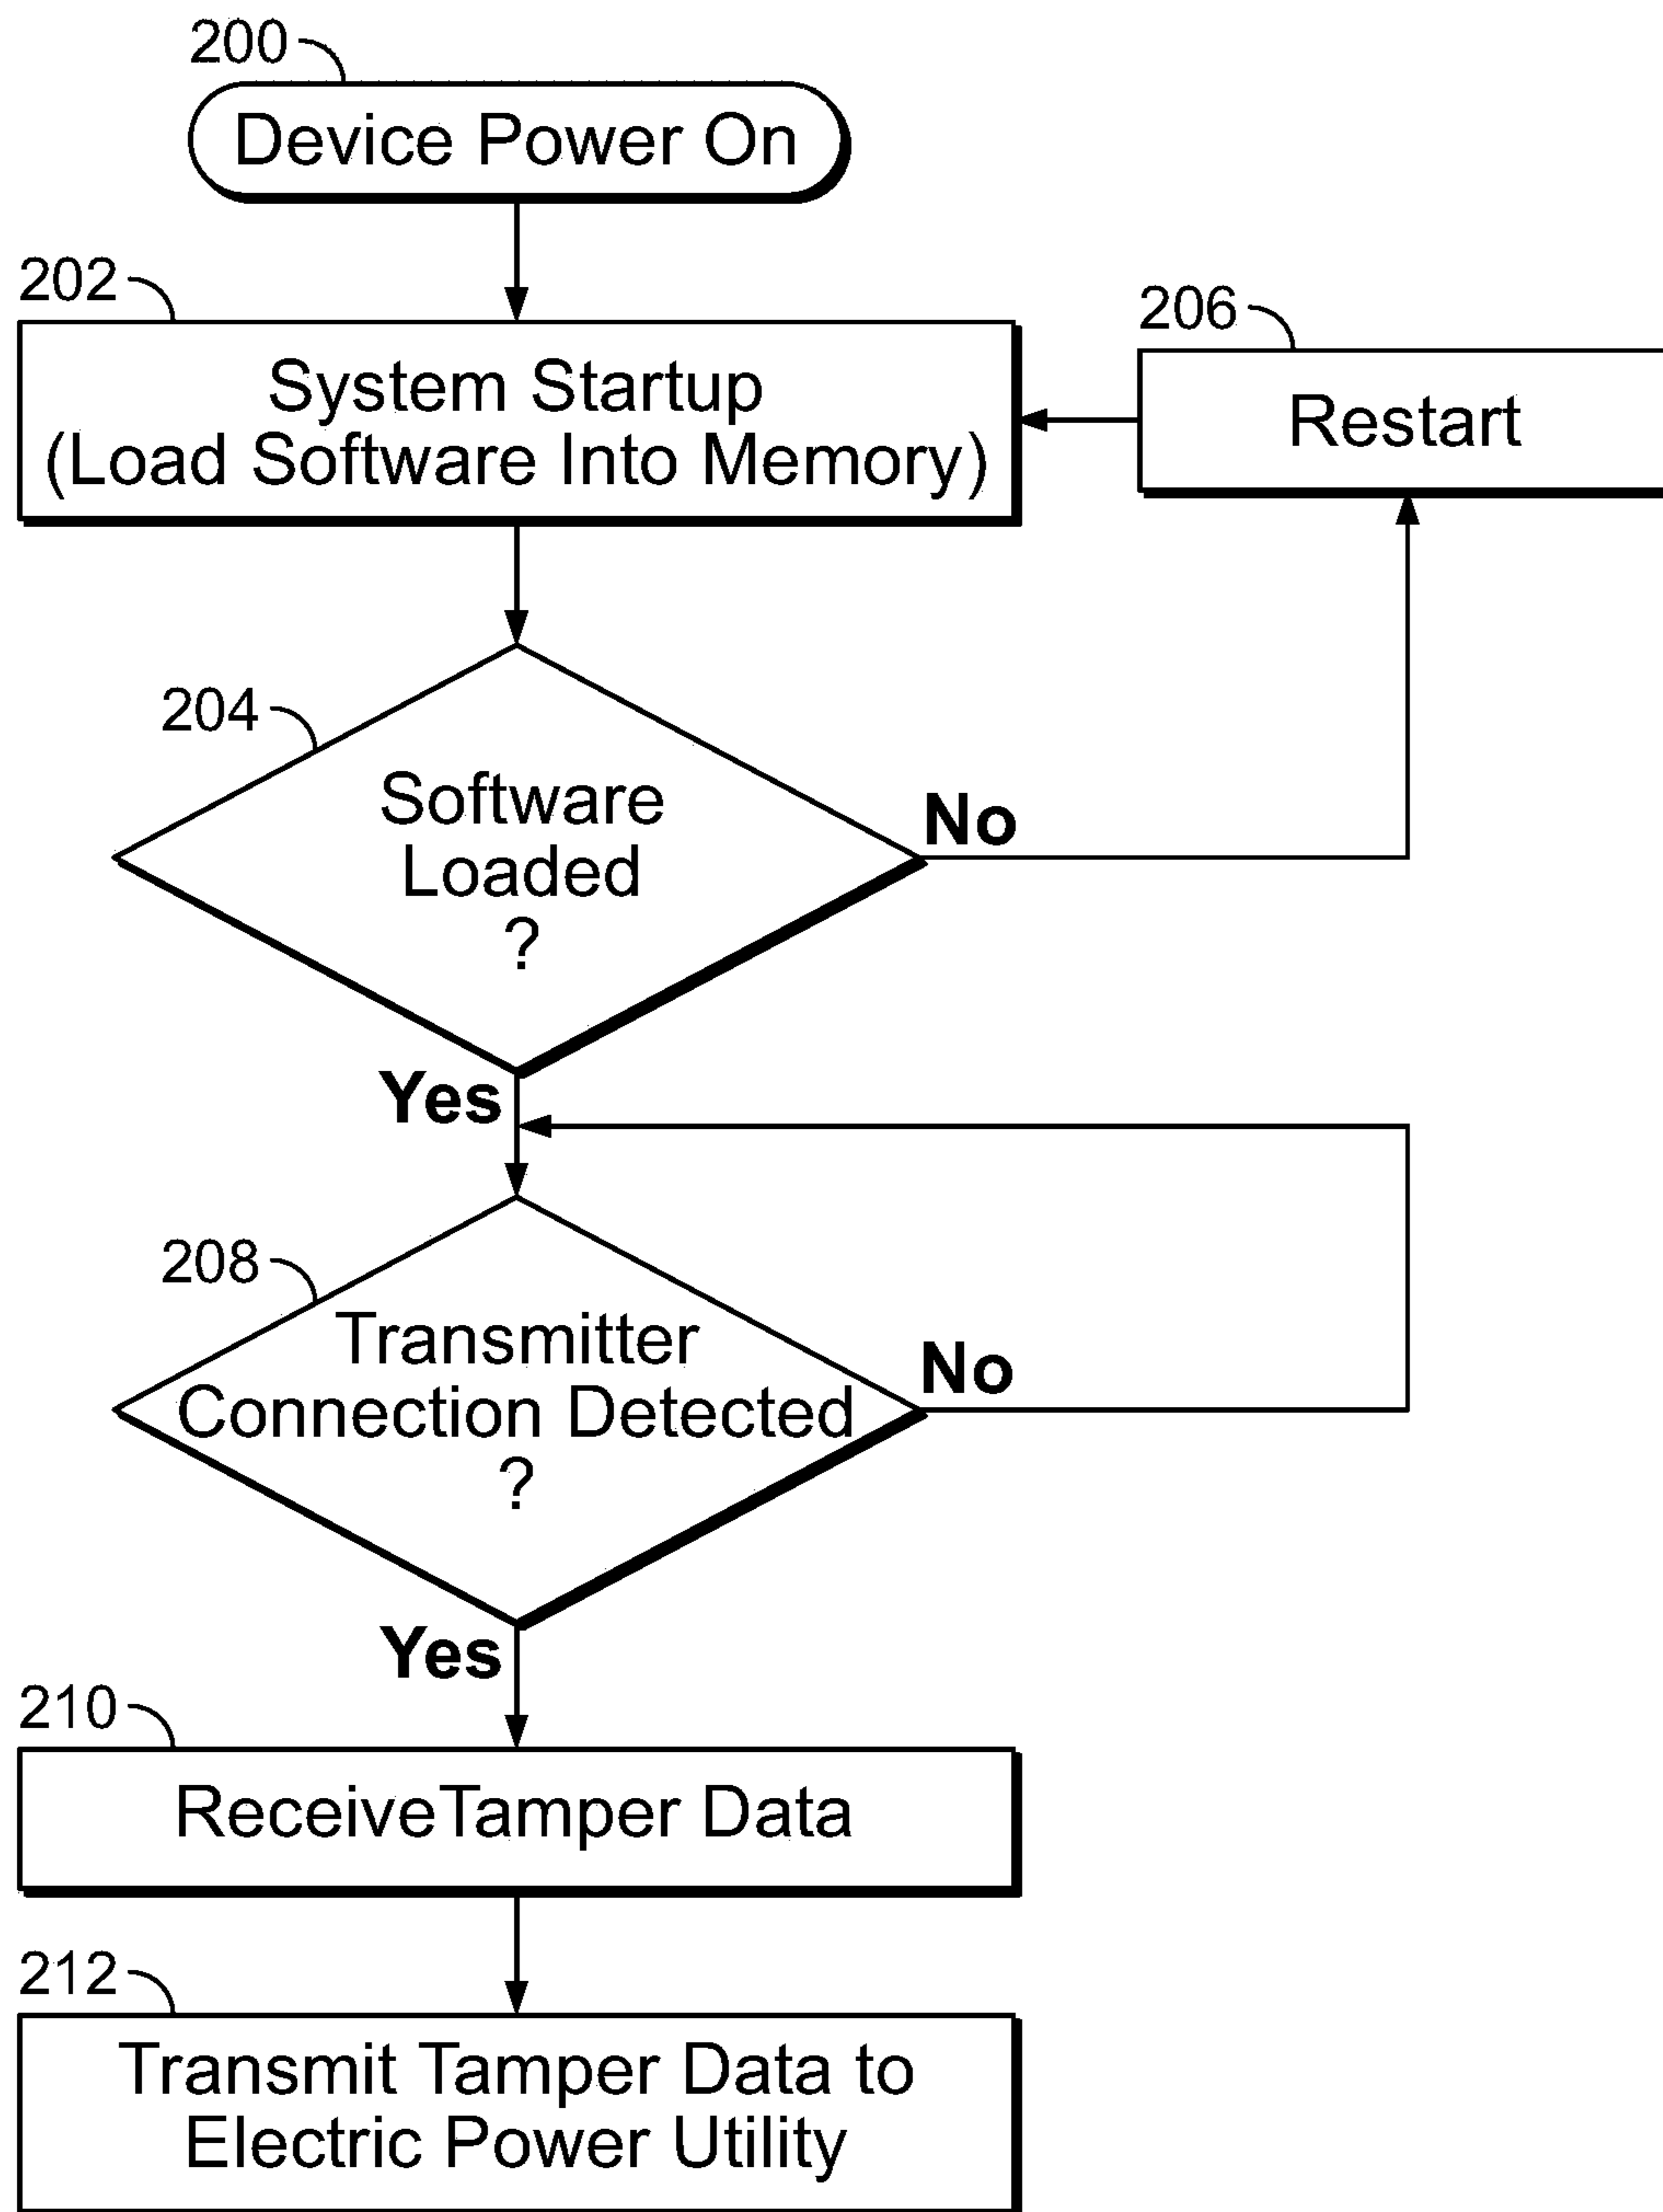 200
Device Power On
202
System Startup
(Load Software Into Memory)
206
Restart
204
Software
Loaded
?
No
Yes
208
Transmitter
Connection Detected
?
No
Yes
210
ReceiveTamper Data
212
Transmit Tamper Data to
Electric Power Utility